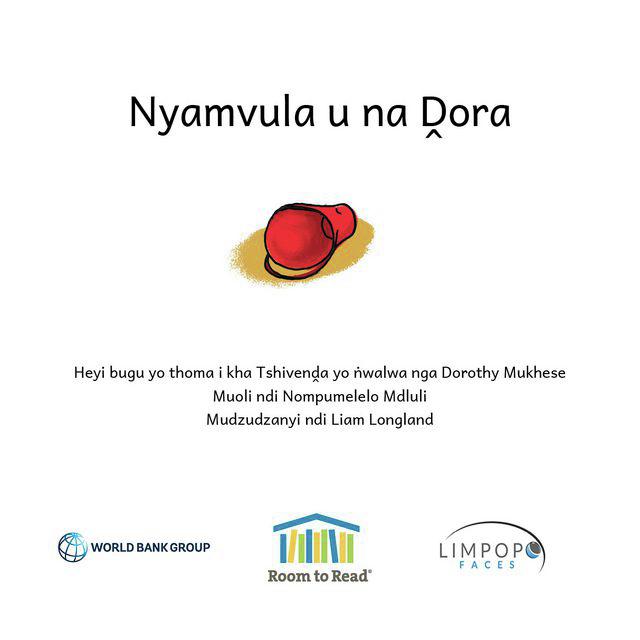 Nyamvula u na Ḓora
Heyi bugu yo thoma i kha Tshivenḓa yo ṅwalwa nga Dorothy Mukhese
Muoli ndi Nompumelelo Mdluli
Mudzudzanyi ndi Liam Longland
WORLD BANK GROUP
Room to Read®
LIMPOPO
FACES